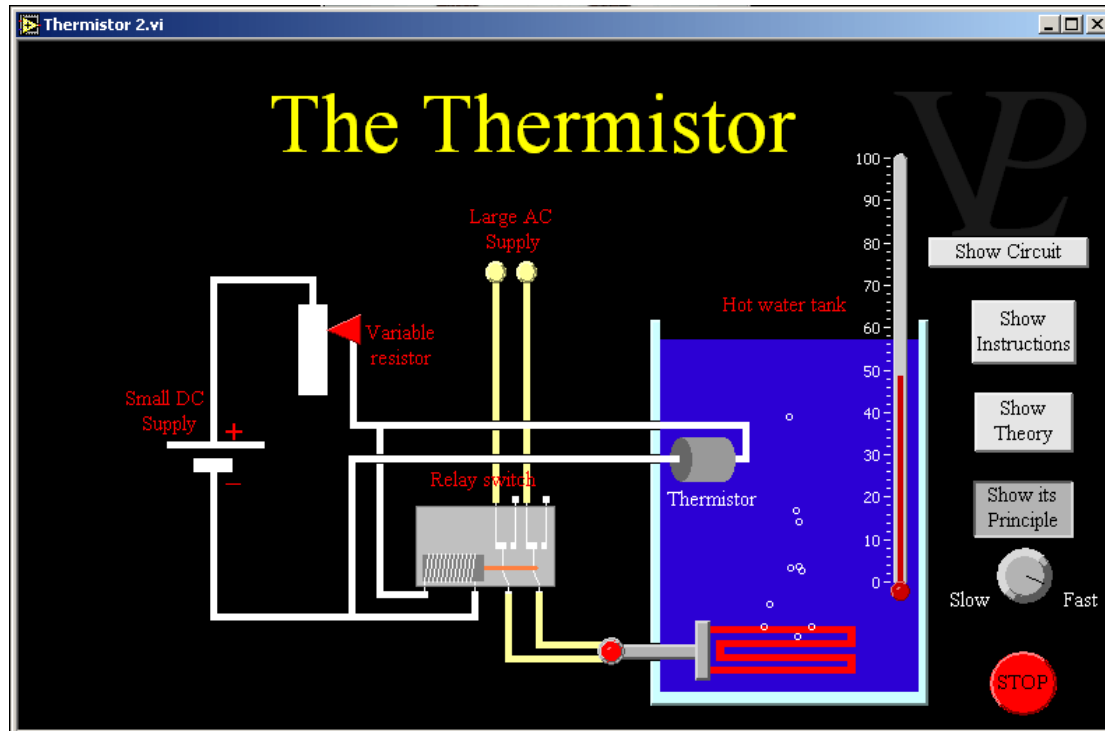 Thermistor 2.vi
The Thermistor
VPL
Large AC
Supply
Variable
resistor
Small DC
Supply
+
−
Relay switch
Hot water tank
Thermistor
100
90
80
70
60
50
40
30
20
10
0
Show Circuit
Show
Instructions
Show
Theory
Show its
Principle
Slow
Fast
STOP